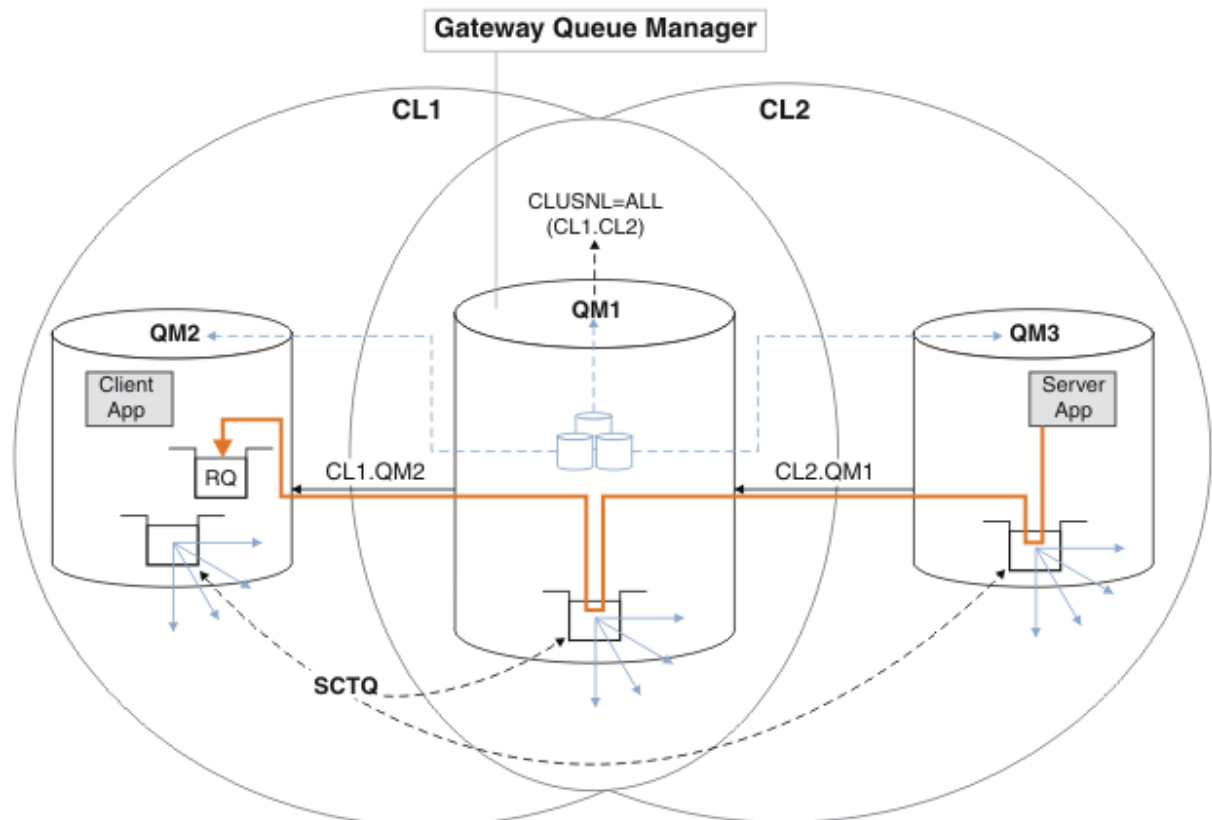 Gateway Queue Manager
CL1
CL2
CLUSNL=ALL
(CL1.CL2)
QM1
QM2
QM3
Client
App
Server
App
RQ
CL1.QM2
CL2.QM1
SCTQ